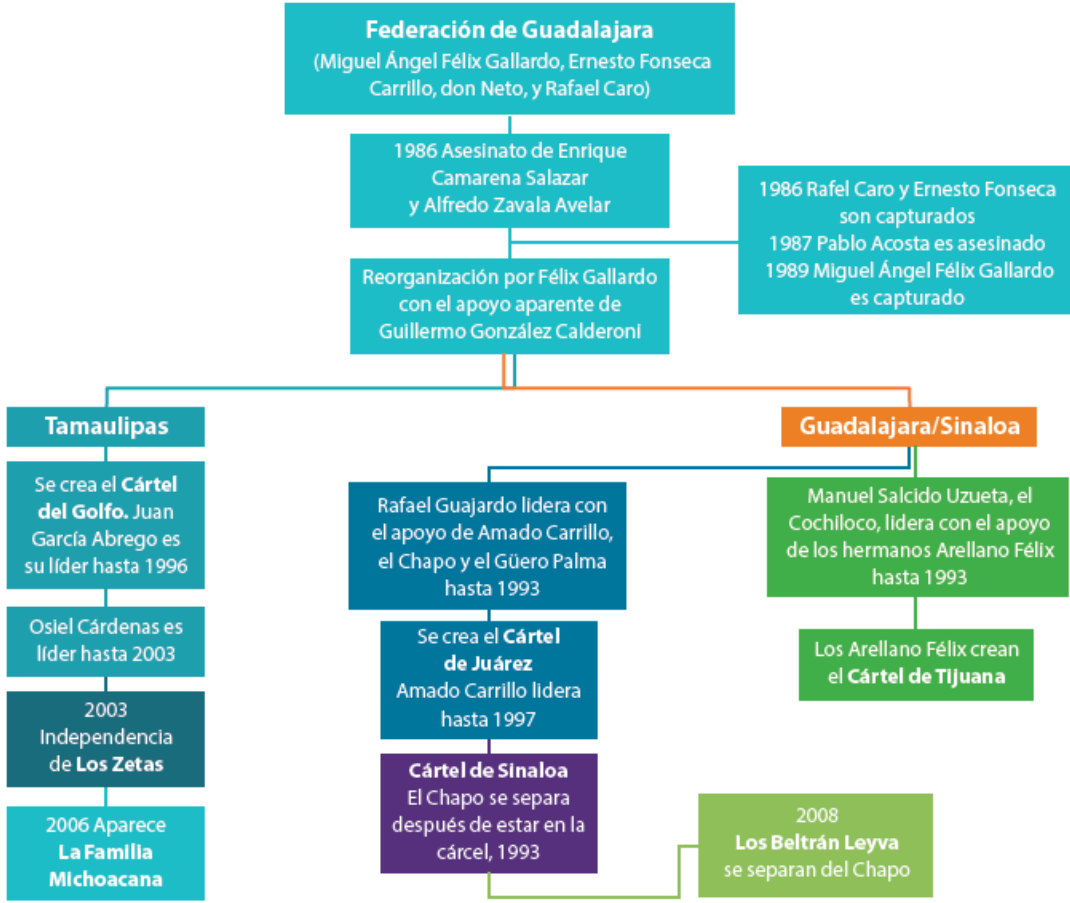 Federación de Guadalajara
(Miguel Ángel Félix Gallardo, Ernesto Fonseca
Carrillo, don Neto, y Rafael Caro)
1986 Asesinato de Enrique
Camarena Salazar
y Alfredo Zavala Avelar
1986 Rafel Caro y Ernesto Fonseca
son capturados
1987 Pablo Acosta es asesinado
1989 Miguel Ángel Félix Gallardo
es capturado
Reorganización por Félix Gallardo
con el apoyo aparente de
Guillermo González Calderoni
Tamaulipas
Se crea el Cártel
del Golfo. Juan
García Abrego es
su líder hasta 1996
Osiel Cárdenas es
líder hasta 2003
2003
Independencia
de Los Zetas
2006 Aparece
La Familia
Michoacana
Guadalajara/Sinaloa
Rafael Guajardo lidera con
el apoyo de Amado Carrillo,
el Chapo y el Güero Palma
hasta 1993
Se crea el Cártel
de Juárez
Amado Carrillo lidera
hasta 1997
Cártel de Sinaloa
El Chapo se separa
después de estar en la
cárcel, 1993
2008
Los Beltrán Leyva
se separan del Chapo
Manuel Salcido Uzueta, el
Cochiloco, lidera con el apoyo
de los hermanos Arellano Félix
hasta 1993
Los Arellano Félix crean
el Cártel de Tijuana